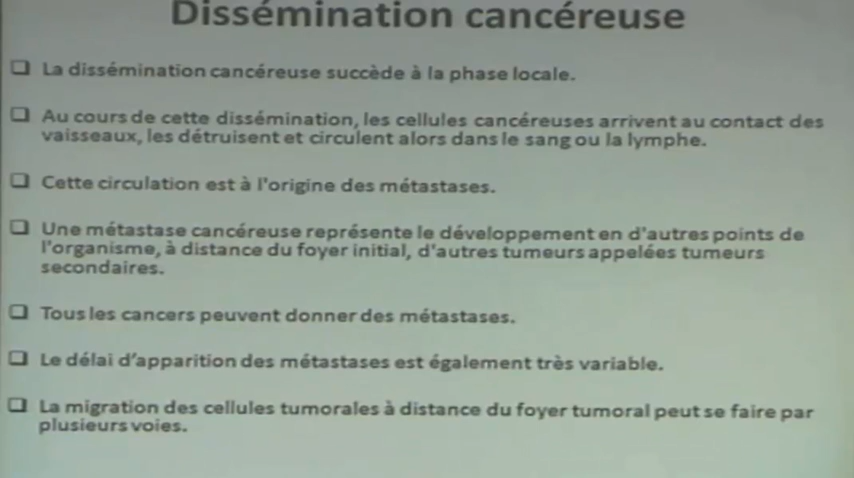 Dissémination cancéreuse
❑ La dissémination cancéreuse succède à la phase locale.
❑ Au cours de cette dissémination, les cellules cancéreuses arrivent au contact des
vaisseaux, les détruisent et circulent alors dans le sang ou la lymphe.
❑ Cette circulation est à l'origine des métastases.
❑ Une métastase cancéreuse représente le développement en d'autres points de
l'organisme, à distance du foyer initial, d'autres tumeurs appelées tumeurs
secondaires.
❑ Tous les cancers peuvent donner des métastases.
❑ Le délai d’apparition des métastases est également très variable.
❑ La migration des cellules tumorales à distance du foyer tumoral peut se faire par
plusieurs voies.